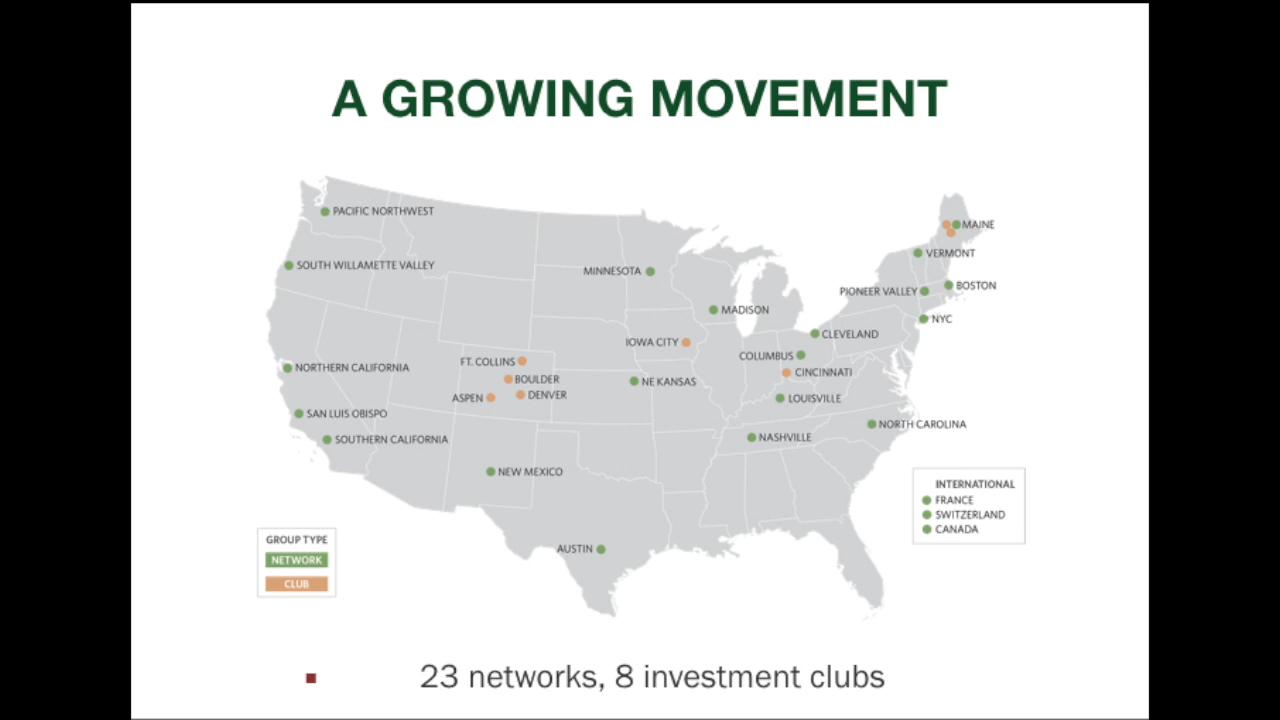 A GROWING MOVEMENT
PACIFIC NORTHWEST
MAINE
VERMONT
SOUTH WILLAMETTE VALLEY
MINNESOTA
BOSTON
PIONEER VALLEY
MADISON
NYC
CLEVELAND
IOWA CITY
COLUMBUS
FT. COLLINS
NORTHERN CALIFORNIA
CINCINNATI
BOULDER
NE KANSAS
DENVER
ASPEN
LOUISVILLE
SAN LUIS OBISPO
NORTH CAROLINA
NASHVILLE
SOUTHERN CALIFORNIA
NEW MEXICO
INTERNATIONAL
FRANCE
SWITZERLAND
CANADA
GROUP TYPE
NETWORK
CLUB
AUSTIN
23 networks, 8 investment clubs